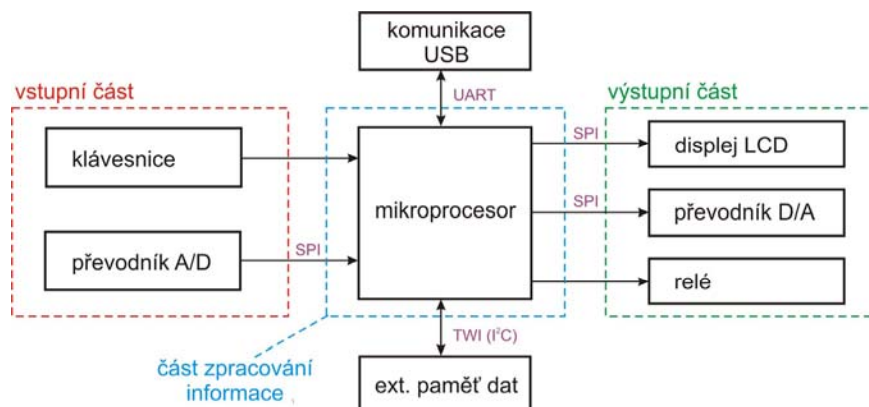 komunikace
USB
vstupní část
UART
výstupní část
klávesnice
SPI
displej LCD
mikroprocesor
SPI
převodník D/A
převodník A/D
SPI
relé
TWI (I²C)
část zpracování
informace
ext. paměť dat